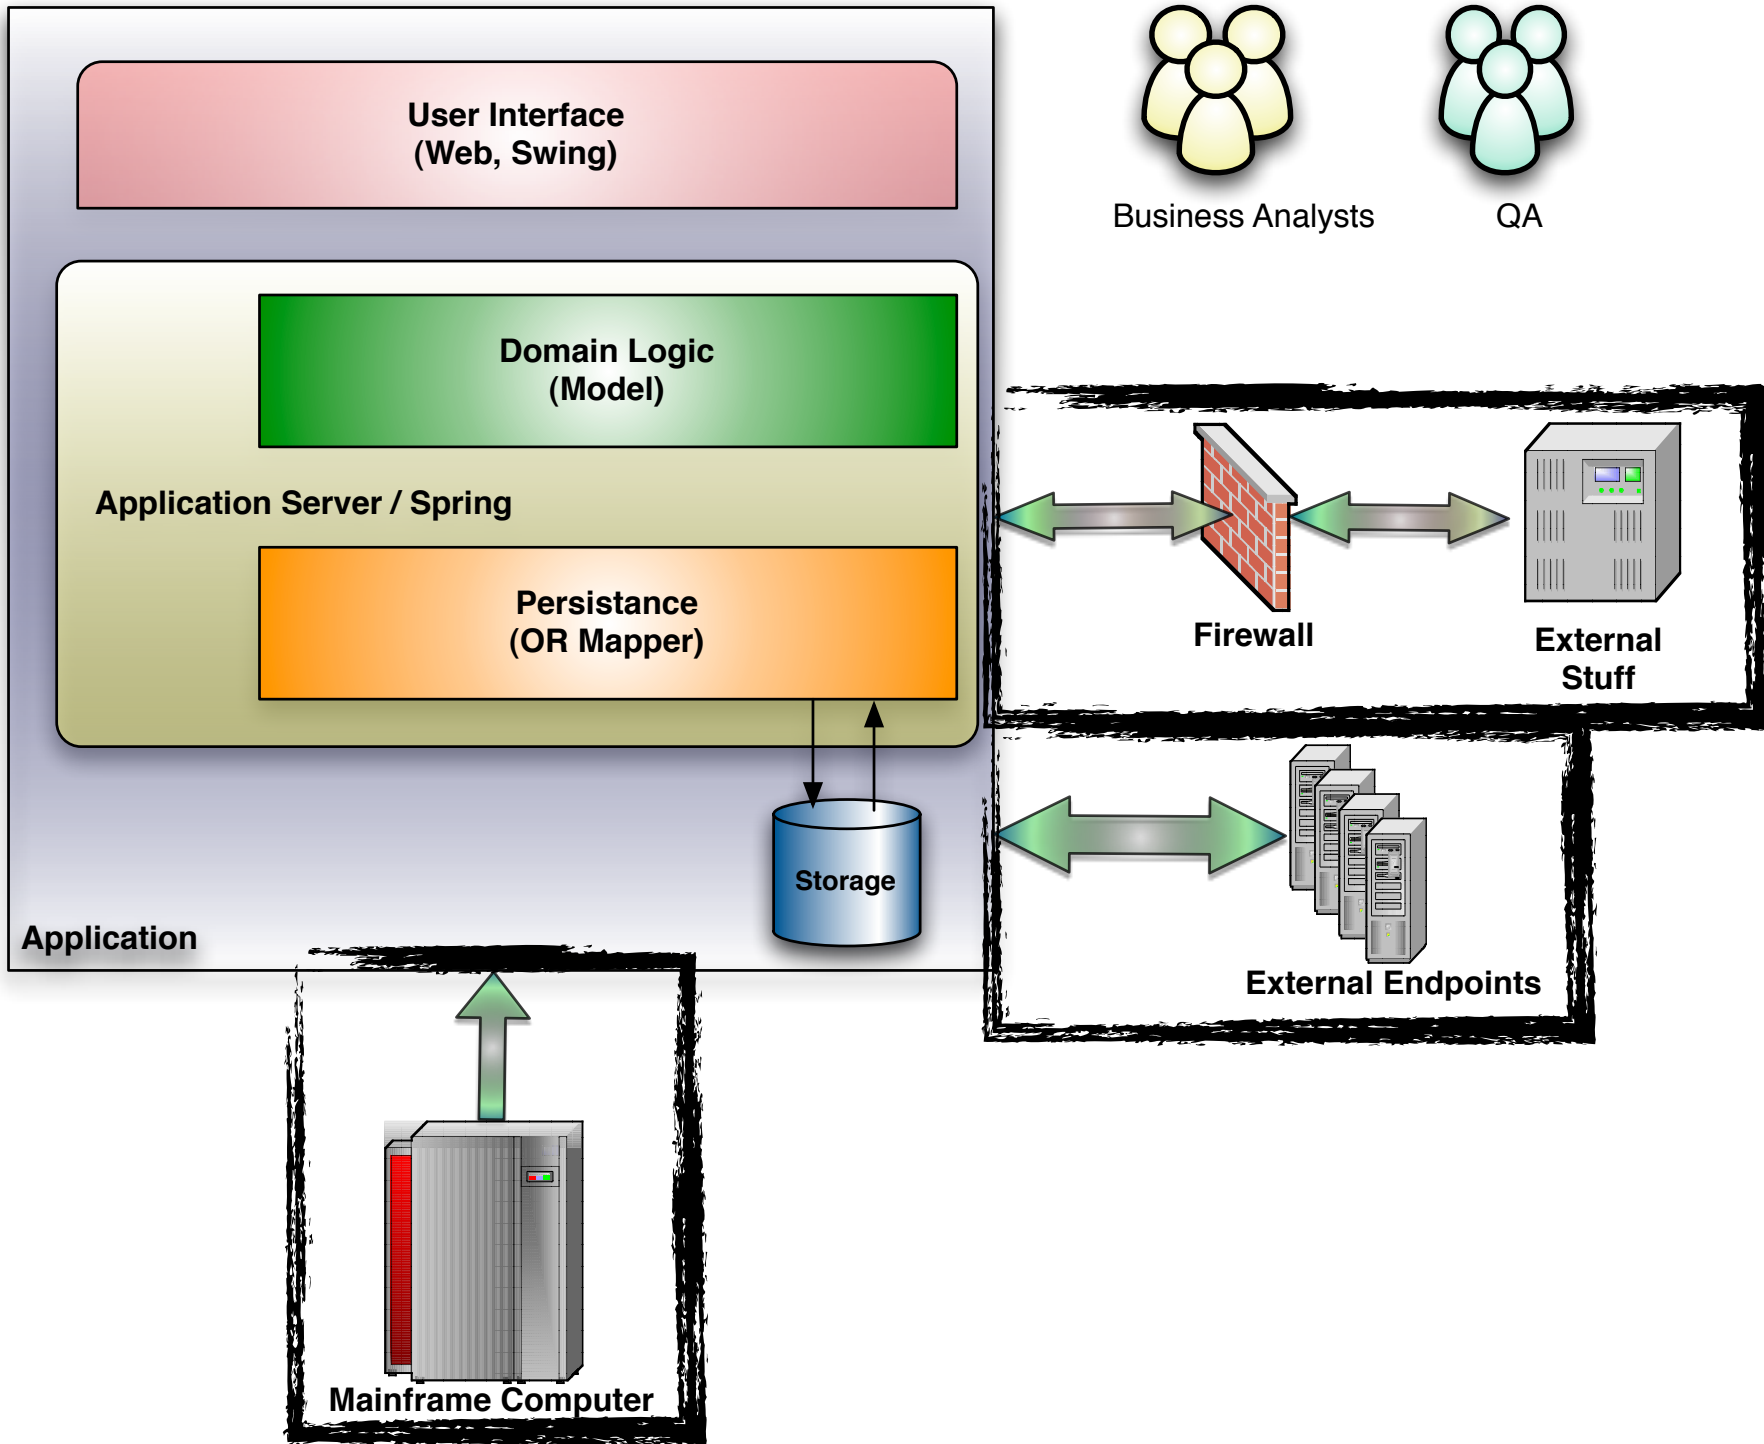 User Interface
(Web, Swing)
Business Analysts
QA
Domain Logic
(Model)
Application Server / Spring
Persistance
(OR Mapper)
Firewall
External
Stuff
Storage
Application
External Endpoints
Mainframe Computer